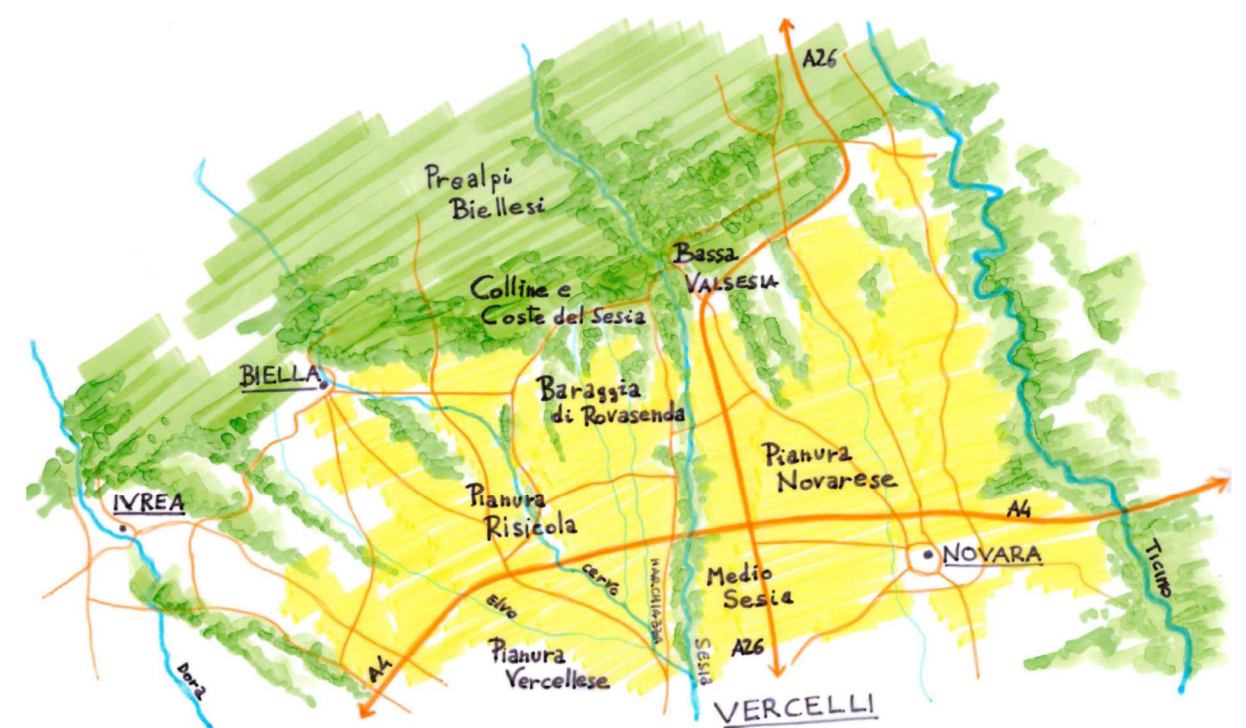 A26
Prealpi
Biellesi
Bassa
VALSESIA
Colline e
Coste del Sesia
BIELLA
Baraggia
di Rovasenda
Pianura
Novarese
Pianura
Risicola
IVREA
A4
NOVARA
Ticino
Cervo
Medio
Sesia
Elvo
A26
Sesia
Pianura
Vercellese
A4
Dora
VERCELLI